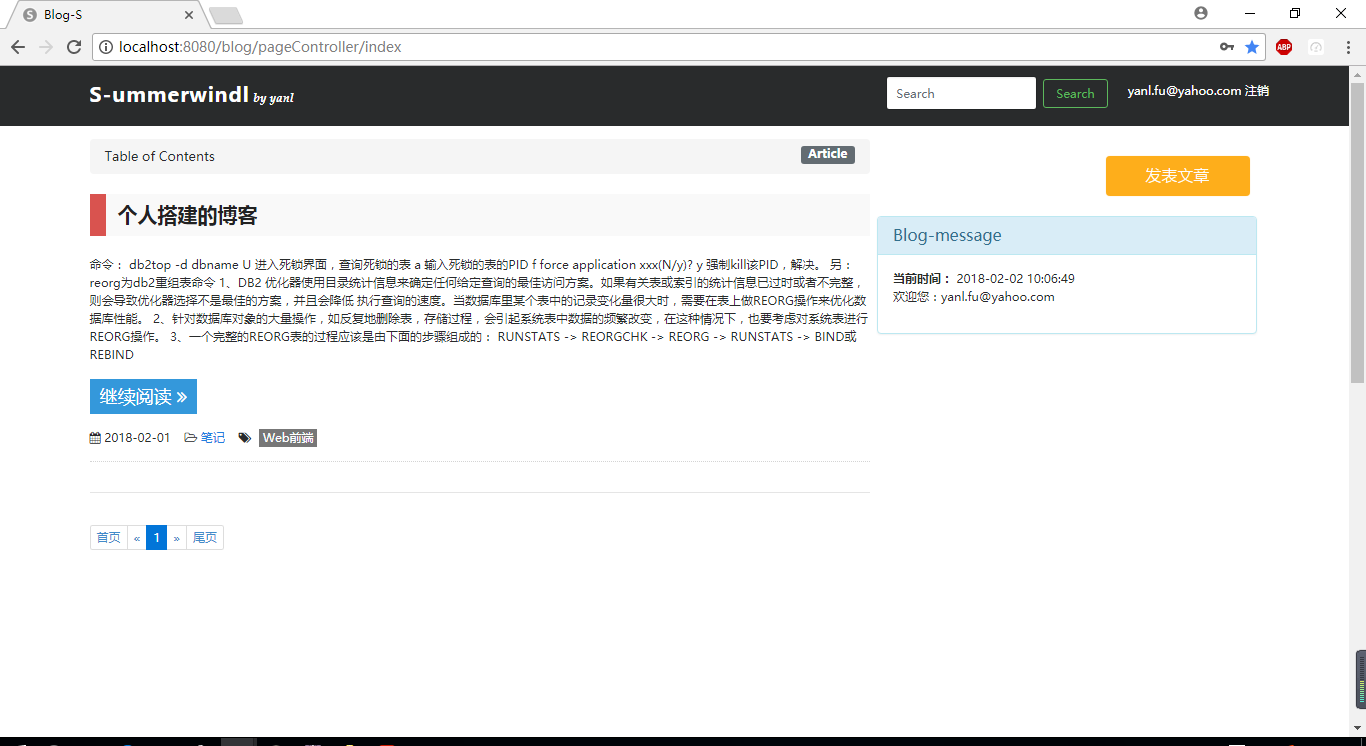 Blog-S
localhost:8080/blog/pageController/index
ABP
S-ummerwindl by yanl
Search
Search
yanl.fu@yahoo.com 注销
Table of Contents
Article
发表文章
个人搭建的博客
Blog-message
当前时间： 2018-02-02 10:06:49
欢迎您：yanl.fu@yahoo.com
命令： db2top -d dbname U 进入死锁界面，查询死锁的表 a 输入死锁的表的PID f force application xxx(N/y)? y 强制kill该PID，解决。 另：
reorg为db2重组表命令 1、DB2 优化器使用目录统计信息来确定任何给定查询的最佳访问方案。如果有关表或索引的统计信息已过时或者不完整，
则会导致优化器选择不是最佳的方案，并且会降低 执行查询的速度。当数据库里某个表中的记录变化量很大时，需要在表上做REORG操作来优化数
据库性能。 2、针对数据库对象的大量操作，如反复地删除表，存储过程，会引起系统表中数据的频繁改变，在这种情况下，也要考虑对系统表进行
REORG操作。 3、一个完整的REORG表的过程应该是由下面的步骤组成的： RUNSTATS -> REORGCHK -> REORG -> RUNSTATS -> BIND或
REBIND
继续阅读 »
2018-02-01 笔记 Web前端
首页 « 1 » 尾页